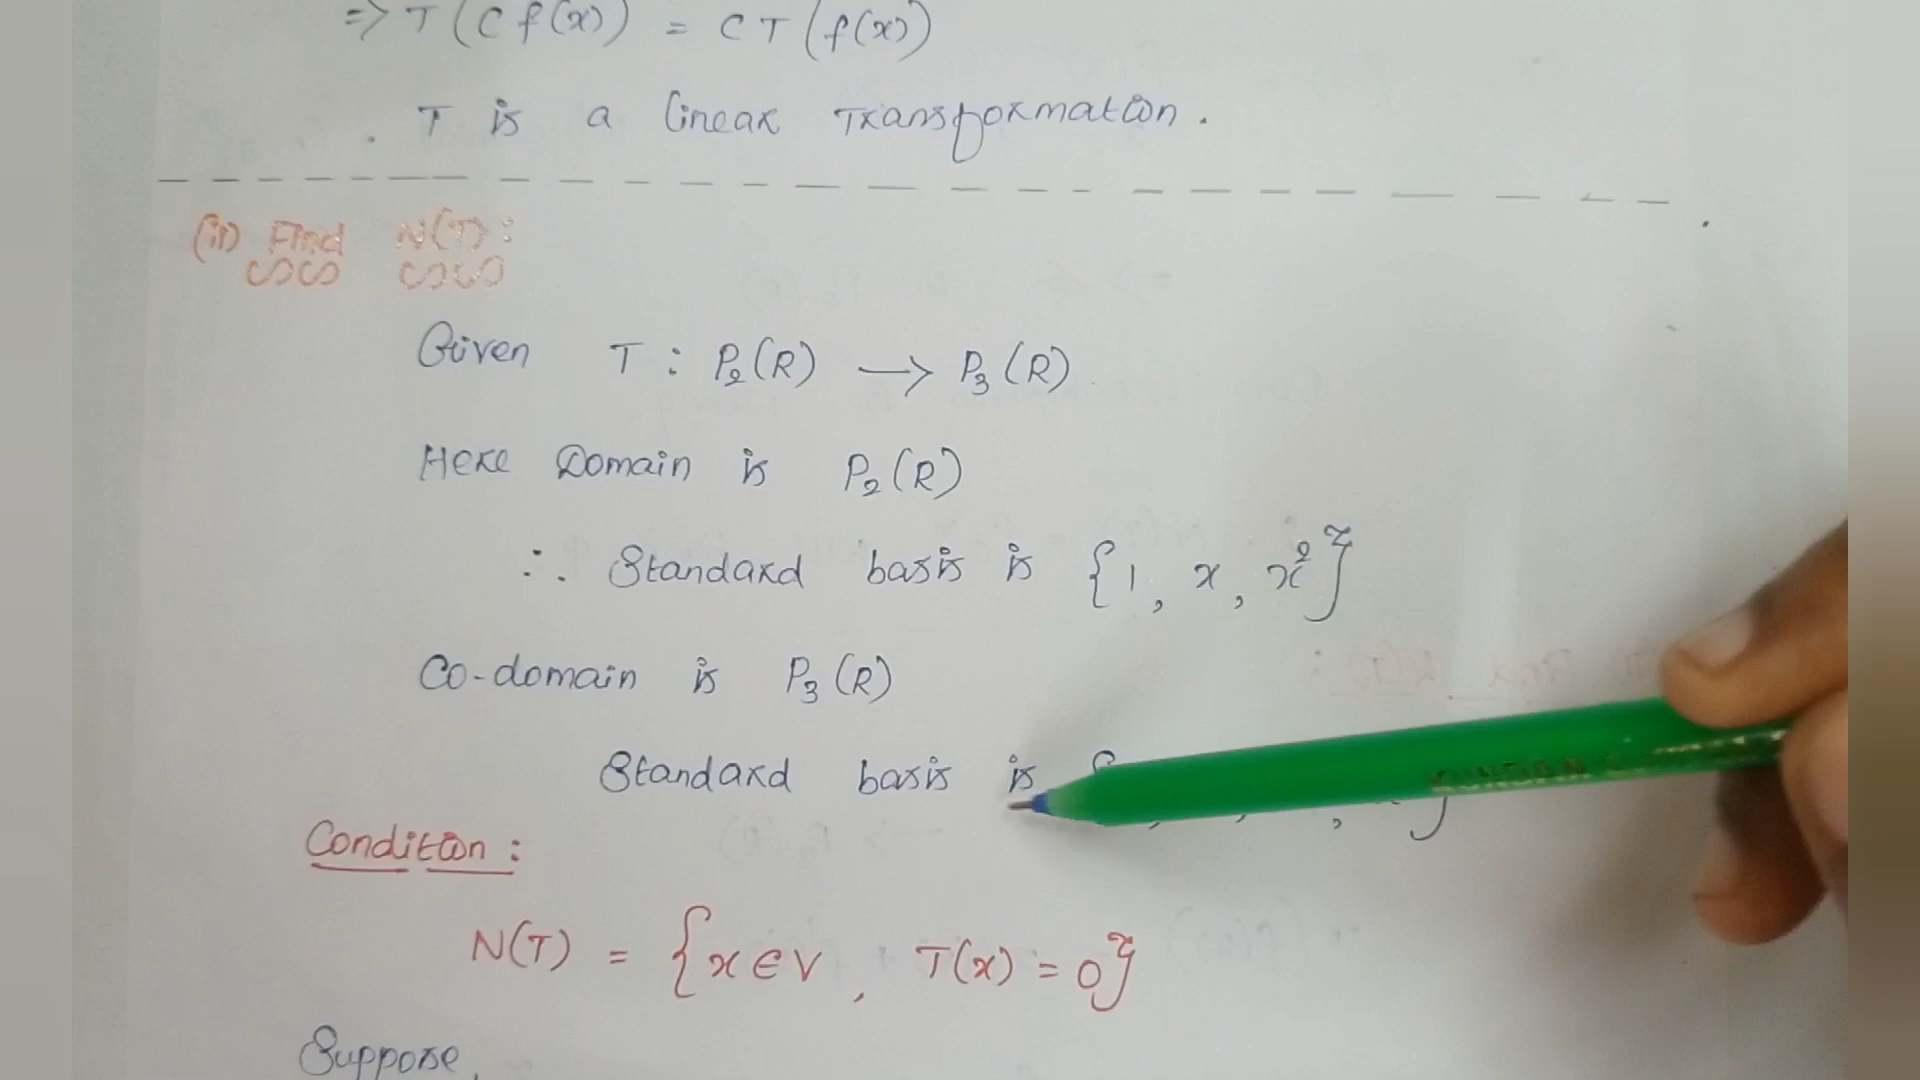 => T(C f(x)) = C T(f(x))
. T is a linear Transformation.
(ii) Find N(T):
Given T : P₂(R) → P₃(R)
Here Domain is P₂(R)
∴ Standard basis is {1, x, x²}
Co-domain is P₃(R)
Standard basis is {
Condition:
N(T) = {x ∈ V, T(x) = 0}
Suppose,